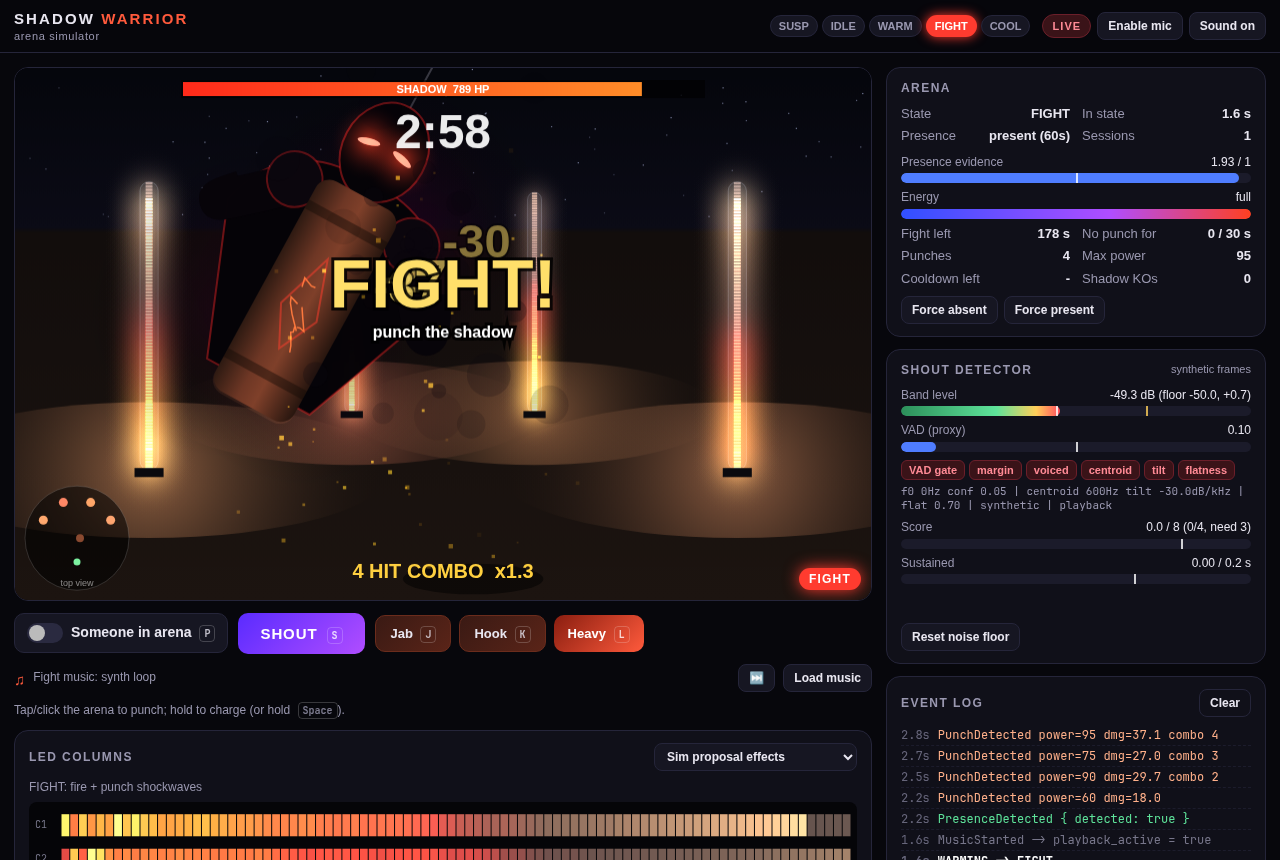 SHADOW WARRIOR
arena simulator
SUSP IDLE WARM FIGHT COOL LIVE Enable mic Sound on
SHADOW 789 HP
2:58
-30
FIGHT!
punch the shadow
4 HIT COMBO x1.3
top view
FIGHT
Someone in arena P SHOUT S Jab J Hook K Heavy L
♫ Fight music: synth loop
Load music
Tap/click the arena to punch; hold to charge (or hold Space).
LED COLUMNS
Sim proposal effects
FIGHT: fire + punch shockwaves
C1
C2
ARENA
State FIGHT In state 1.6 s
Presence present (60s) Sessions 1
Presence evidence 1.93 / 1
Energy full
Fight left 178 s No punch for 0 / 30 s
Punches 4 Max power 95
Cooldown left - Shadow KOs 0
Force absent Force present
SHOUT DETECTOR synthetic frames
Band level -49.3 dB (floor -50.0, +0.7)
VAD (proxy) 0.10
VAD gate margin voiced centroid tilt flatness
f0 0Hz conf 0.05 | centroid 600Hz tilt -30.0dB/kHz |
flat 0.70 | synthetic | playback
Score 0.0 / 8 (0/4, need 3)
Sustained 0.00 / 0.2 s
Reset noise floor
EVENT LOG Clear
2.8s PunchDetected power=95 dmg=37.1 combo 4
2.7s PunchDetected power=75 dmg=27.0 combo 3
2.5s PunchDetected power=90 dmg=29.7 combo 2
2.2s PunchDetected power=60 dmg=18.0
2.2s PresenceDetected { detected: true }
1.6s MusicStarted → playback_active = true
1.6s WARMING → FIGHT